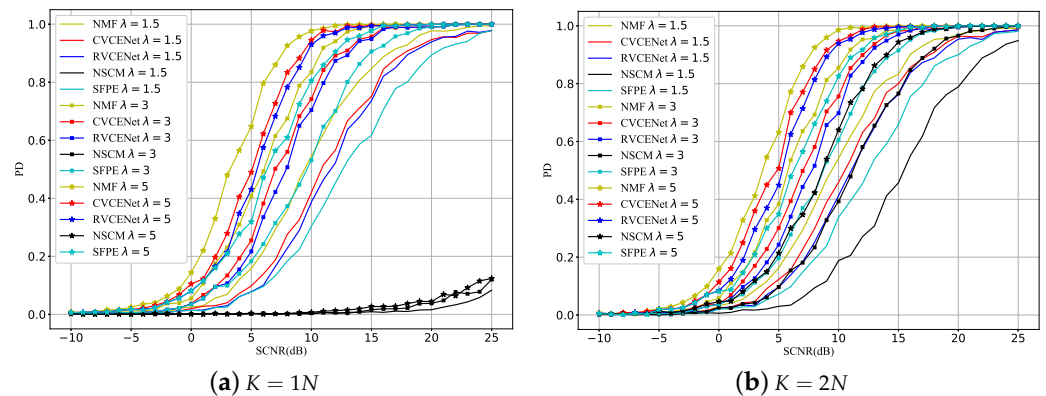 1.0
0.8
0.6
0.4
0.2
0.0
PD
NMF λ = 1.5
CVCENet λ = 1.5
RVCENet λ = 1.5
NSCM λ = 1.5
SFPE λ = 1.5
NMF λ = 3
CVCENet λ = 3
RVCENet λ = 3
NSCM λ = 3
SFPE λ = 3
NMF λ = 5
CVCENet λ = 5
RVCENet λ = 5
NSCM λ = 5
SFPE λ = 5
−10 −5 0 5 10 15 20 25
SCNR(dB)
(a) K = 1N
1.0
0.8
0.6
0.4
0.2
0.0
PD
NMF λ = 1.5
CVCENet λ = 1.5
RVCENet λ = 1.5
NSCM λ = 1.5
SFPE λ = 1.5
NMF λ = 3
CVCENet λ = 3
RVCENet λ = 3
NSCM λ = 3
SFPE λ = 3
NMF λ = 5
CVCENet λ = 5
RVCENet λ = 5
NSCM λ = 5
SFPE λ = 5
−10 −5 0 5 10 15 20 25
SCNR(dB)
(b) K = 2N